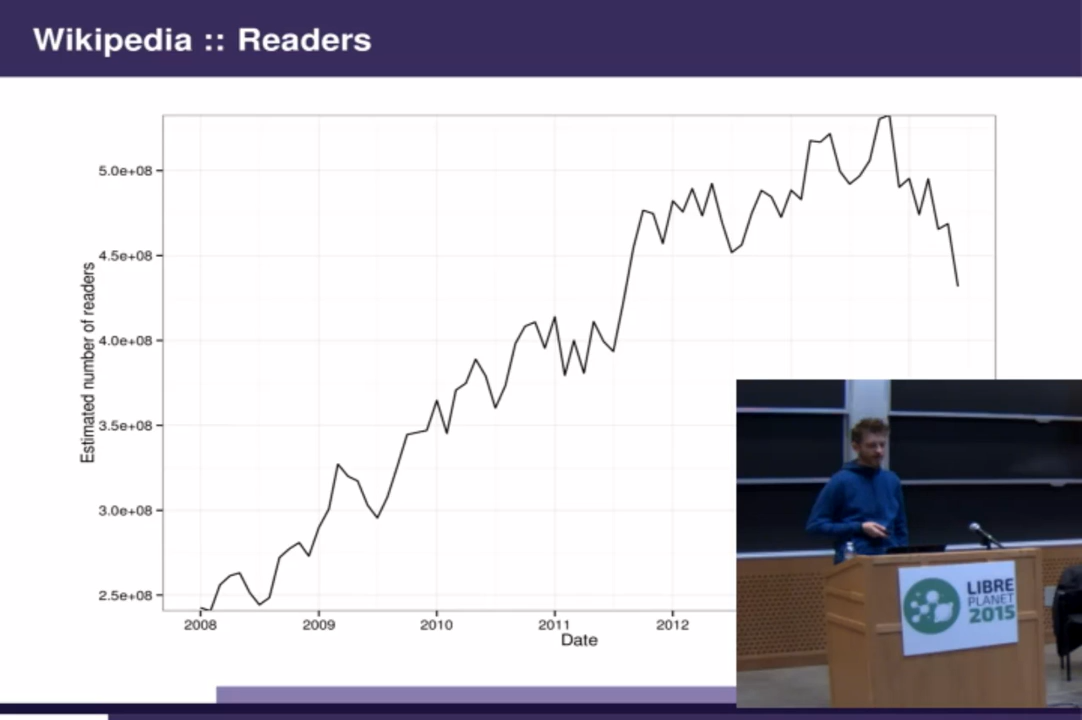 Wikipedia :: Readers
5.0e+08
4.5e+08
4.0e+08
3.5e+08
3.0e+08
2.5e+08
Estimated number of readers
2008 2009 2010 2011 2012
Date
LIBRE
PLANET
2015